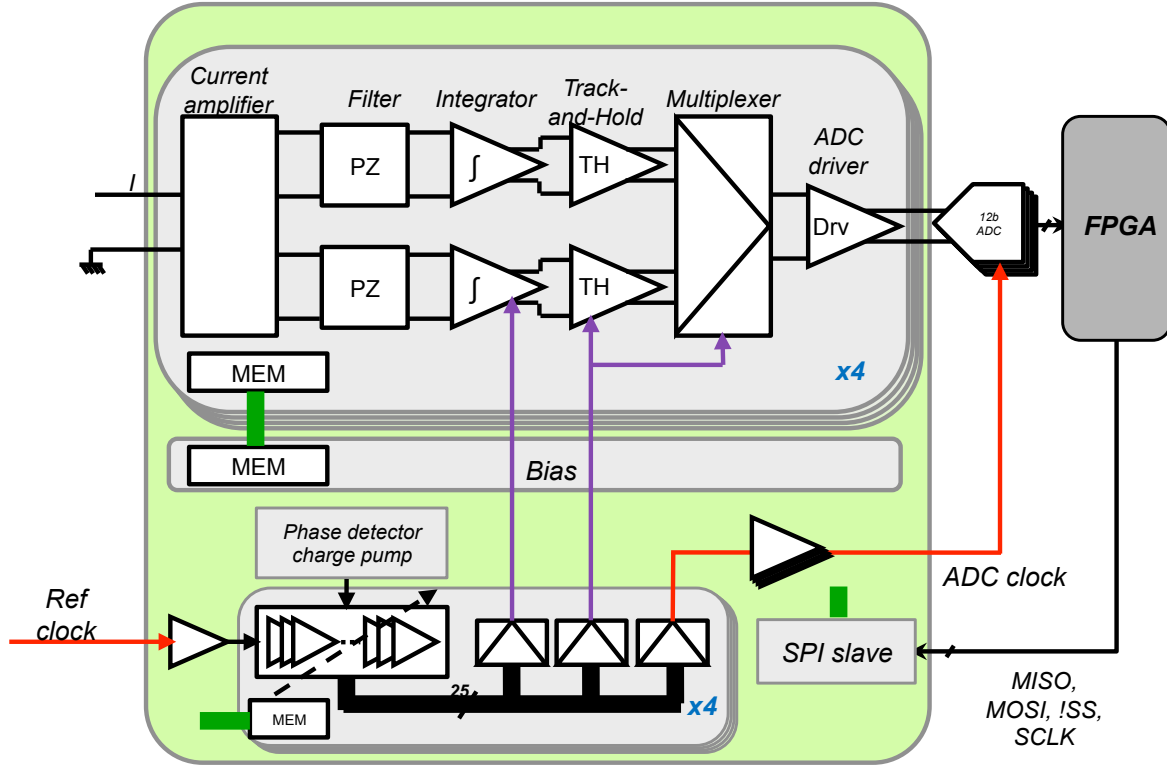 Current
amplifier
Filter
Integrator
Track-
and-Hold
Multiplexer
ADC
driver
I
PZ
∫
TH
Drv
12b
ADC
FPGA
PZ
∫
TH
MEM
x4
MEM
Bias
Phase detector
charge pump
Ref
clock
ADC clock
SPI slave
25
MEM
x4
MISO,
MOSI, !SS,
SCLK